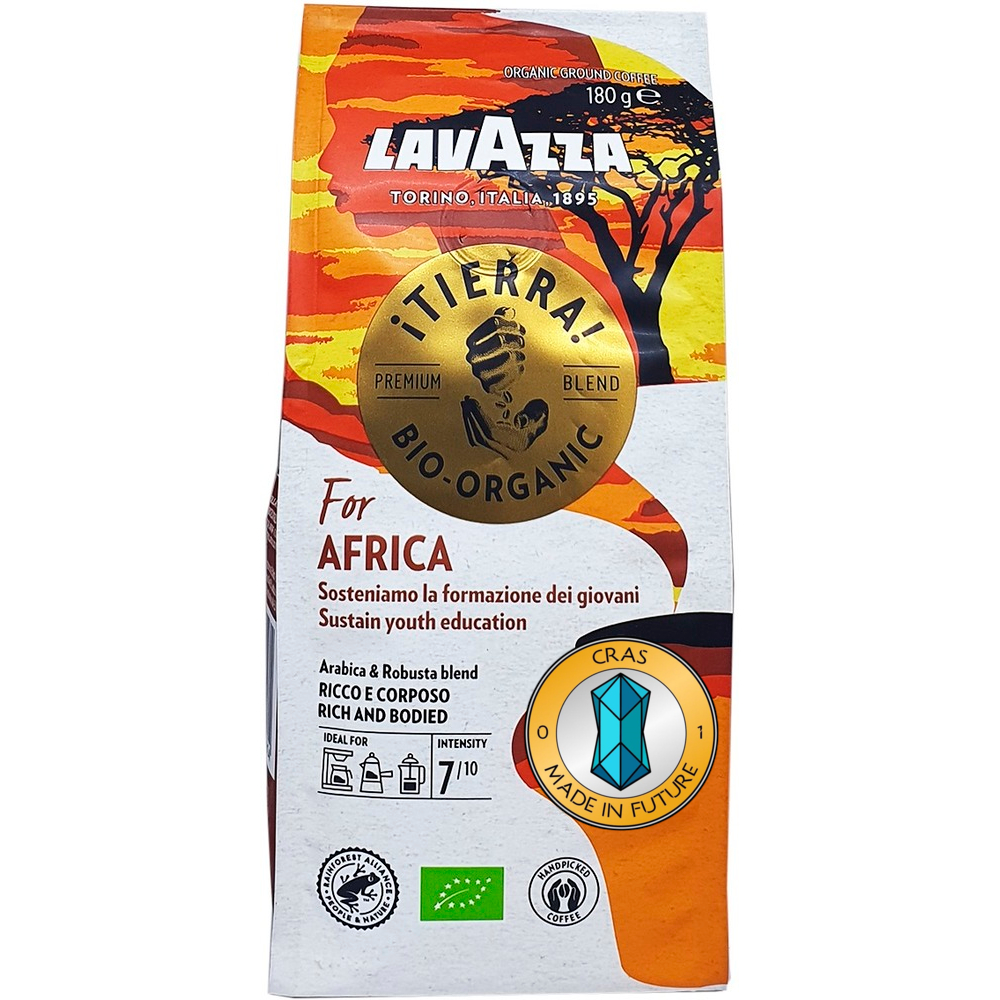 ORGANIC GROUND COFFEE
180 g e
LAVAZZA
TORINO, ITALIA, 1895
¡TIERRA!
PREMIUM BLEND
BIO-ORGANIC
For
AFRICA
Sosteniamo la formazione dei giovani
Sustain youth education
Arabica & Robusta blend
RICCO E CORPOSO
RICH AND BODIED
IDEAL FOR
INTENSITY
7/10
CRAS
0 1
MADE IN FUTURE
RAINFOREST ALLIANCE
PEOPLE & NATURE
HANDPICKED
COFFEE